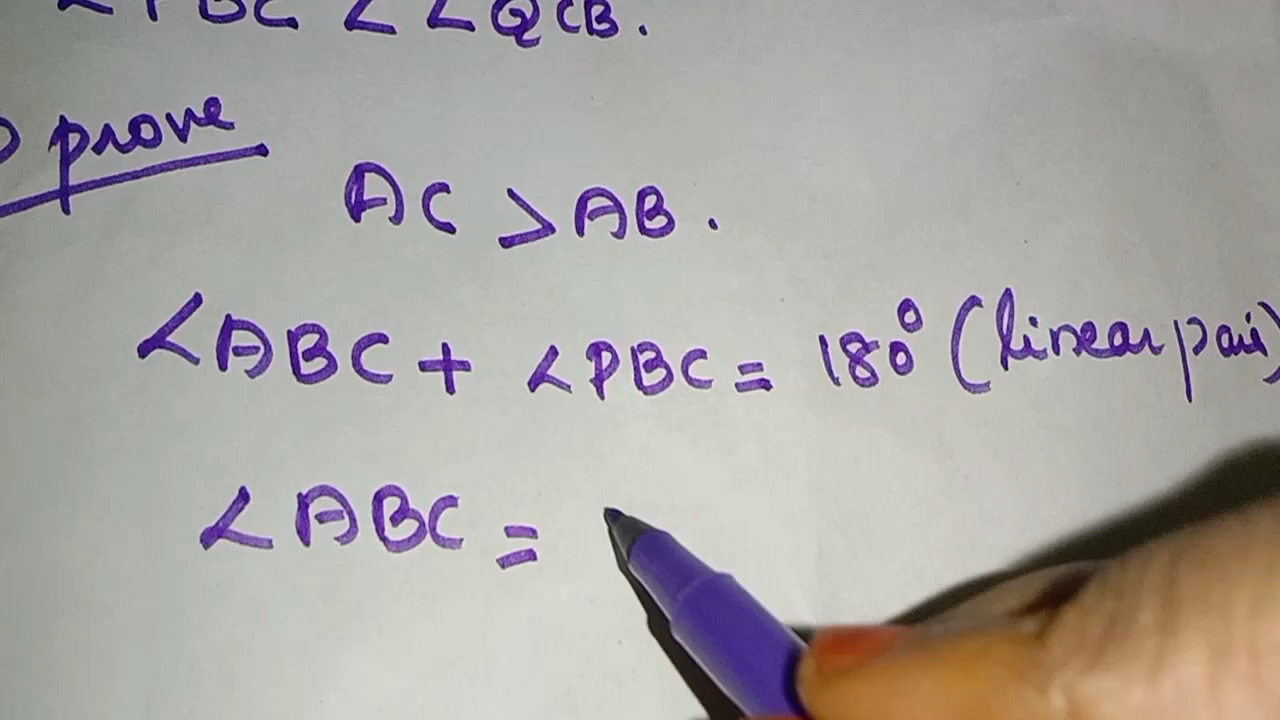 ∠PBC < ∠QCB.
prove
AC > AB.
∠ABC + ∠PBC = 180° (linear pair)
∠ABC =